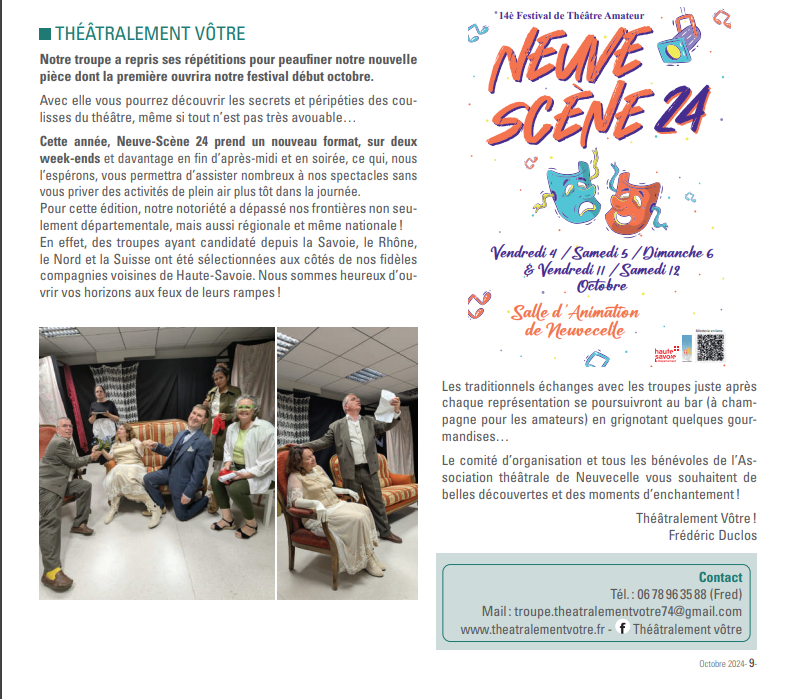 THÉÂTRALEMENT VÔTRE
Notre troupe a repris ses répétitions pour peaufiner notre nouvelle
pièce dont la première ouvrira notre festival début octobre.
Avec elle vous pourrez découvrir les secrets et péripéties des cou-
lisses du théâtre, même si tout n’est pas très avouable…
Cette année, Neuve-Scène 24 prend un nouveau format, sur deux
week-ends et davantage en fin d’après-midi et en soirée, ce qui, nous
l’espérons, vous permettra d’assister nombreux à nos spectacles sans
vous priver des activités de plein air plus tôt dans la journée.
Pour cette édition, notre notoriété a dépassé nos frontières non seu-
lement départementale, mais aussi régionale et même nationale !
En effet, des troupes ayant candidaté depuis la Savoie, le Rhône,
le Nord et la Suisse ont été sélectionnées aux côtés de nos fidèles
compagnies voisines de Haute-Savoie. Nous sommes heureux d’ou-
vrir vos horizons aux feux de leurs rampes !
*14è Festival de Théâtre Amateur
NEUVE
SCÈNE 24
Vendredi 4 / Samedi 5 / Dimanche 6
& Vendredi 11 / Samedi 12
Octobre
Salle d'Animation
de Neuvecelle
haute
savoie
Les traditionnels échanges avec les troupes juste après
chaque représentation se poursuivront au bar (à cham-
pagne pour les amateurs) en grignotant quelques gour-
mandises…
Le comité d’organisation et tous les bénévoles de l’As-
sociation théâtrale de Neuvecelle vous souhaitent de
belles découvertes et des moments d’enchantement !
Théâtralement Vôtre !
Frédéric Duclos
Contact
Tél. : 06 78 96 35 88 (Fred)
Mail : troupe.theatralementvotre74@gmail.com
www.theatralementvotre.fr - f Théâtralement vôtre
Octobre 2024- 9-